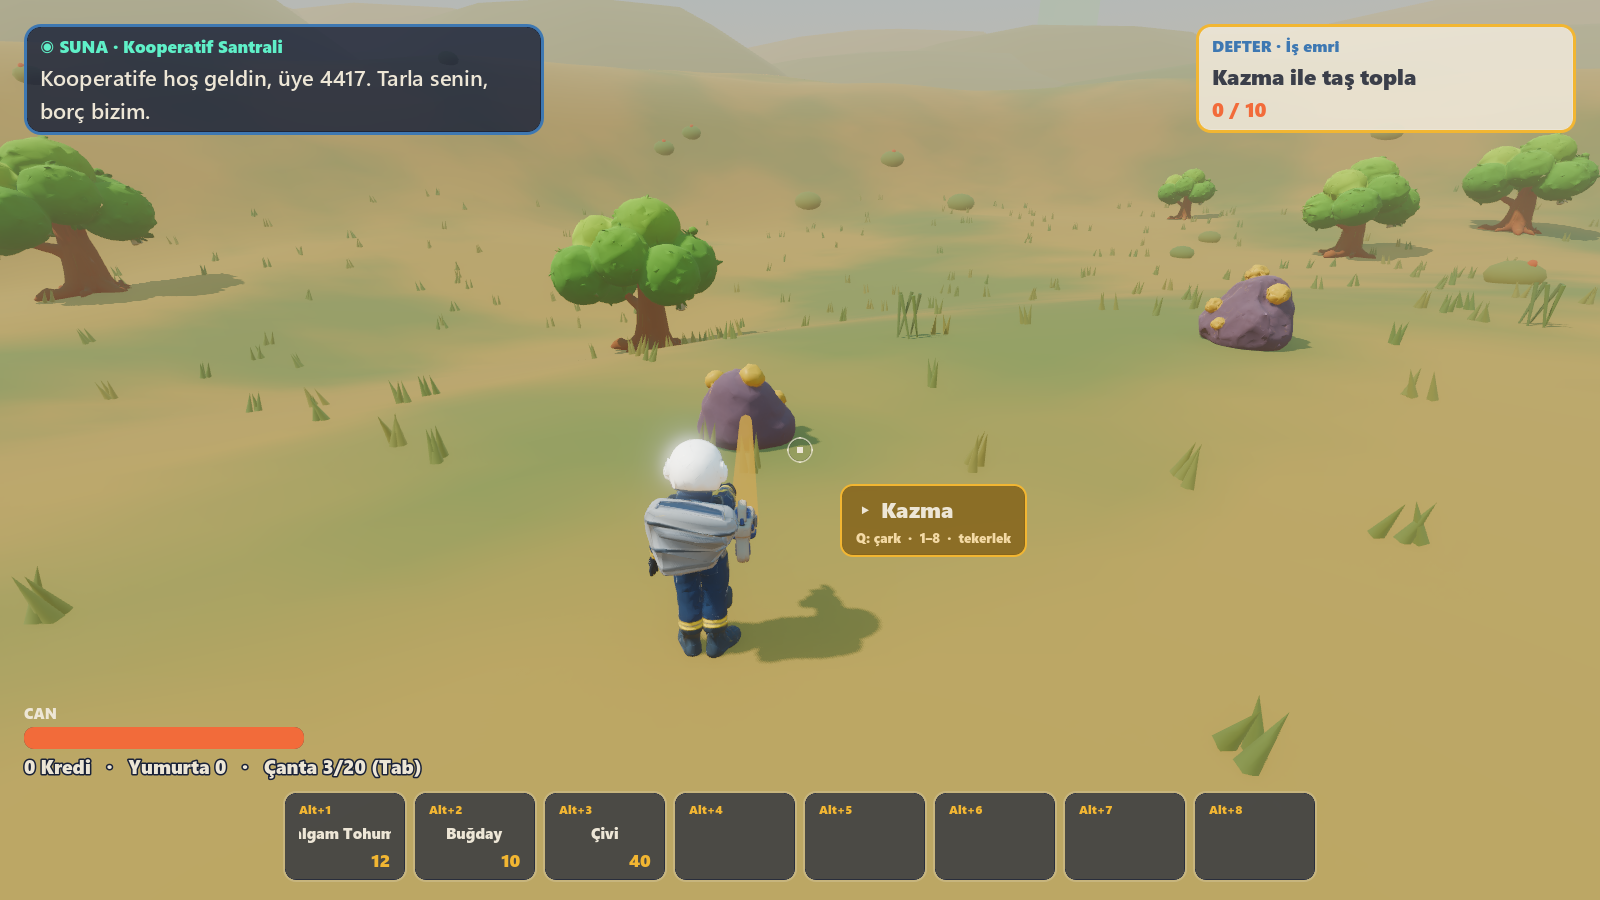 ◉ SUNA · Kooperatif Santrali
Kooperatife hoş geldin, üye 4417. Tarla senin,
borç bizim.
DEFTER · İş emri
Kazma ile taş topla
0 / 10
▸ Kazma
Q: çark · 1–8 · tekerlek
CAN
0 Kredi • Yumurta 0 • Çanta 3/20 (Tab)
Alt+1
lgam Tohum
12
Alt+2
Buğday
10
Alt+3
Çivi
40
Alt+4
Alt+5
Alt+6
Alt+7
Alt+8